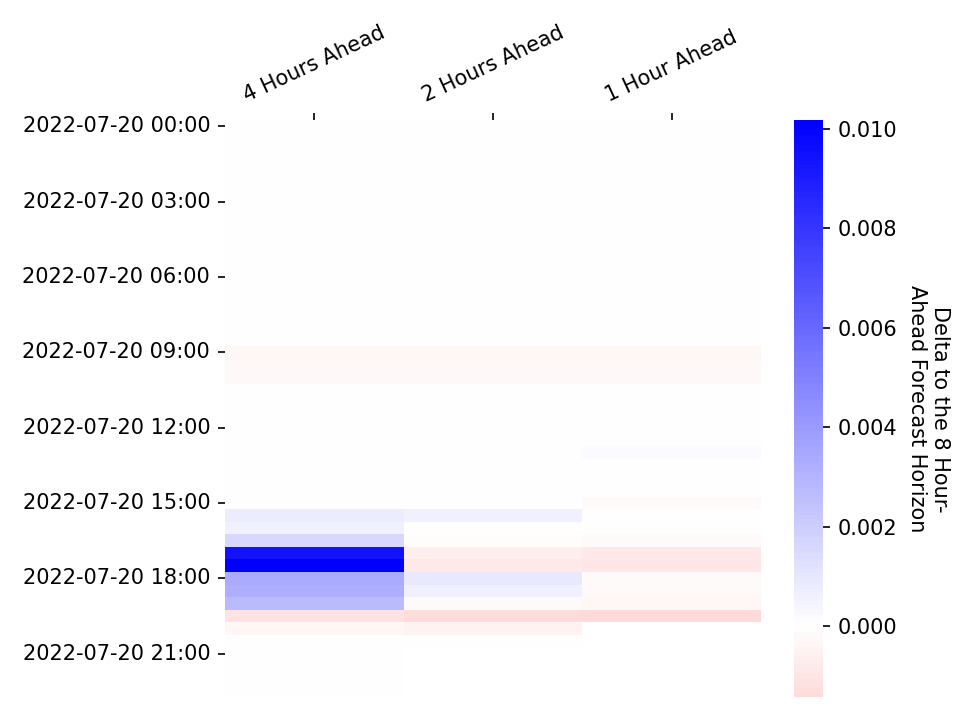 4 Hours Ahead
2 Hours Ahead
1 Hour Ahead
2022-07-20 00:00
2022-07-20 03:00
2022-07-20 06:00
2022-07-20 09:00
2022-07-20 12:00
2022-07-20 15:00
2022-07-20 18:00
2022-07-20 21:00
0.010
0.008
0.006
0.004
0.002
0.000
Delta to the 8 Hour-
Ahead Forecast Horizon